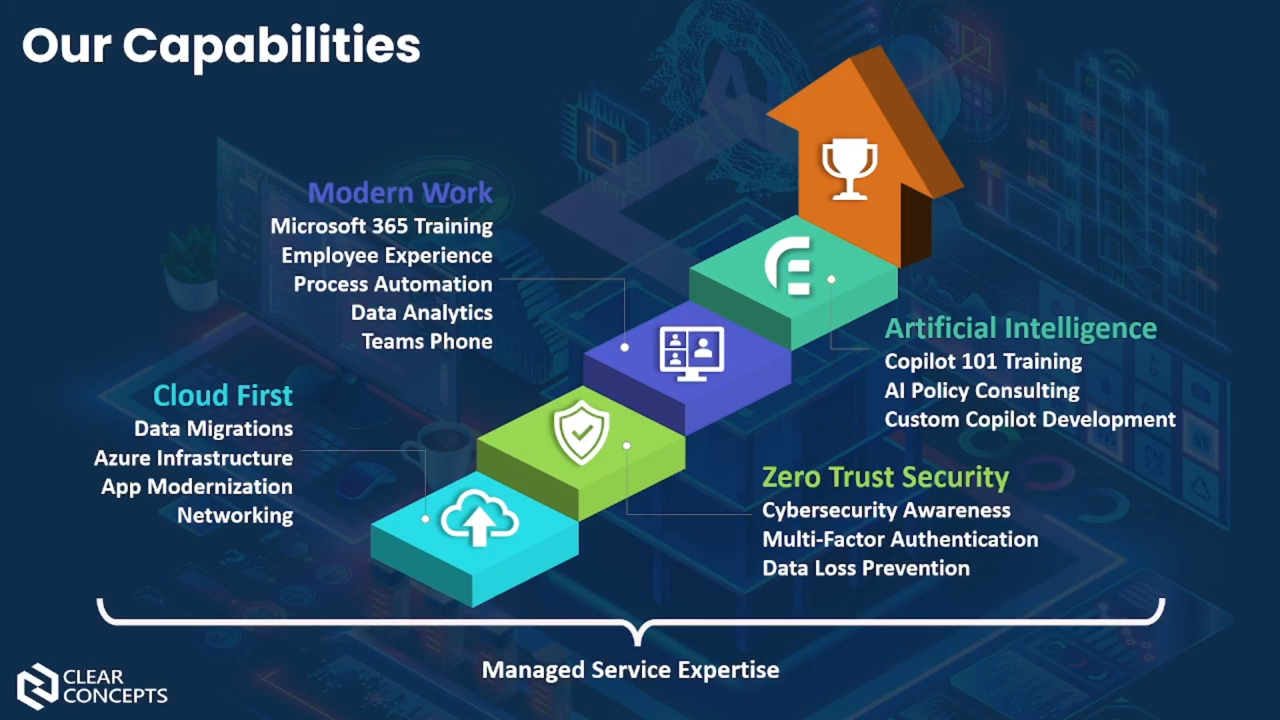 Our Capabilities
Modern Work
Microsoft 365 Training
Employee Experience
Process Automation
Data Analytics
Teams Phone
Cloud First
Data Migrations
Azure Infrastructure
App Modernization
Networking
Artificial Intelligence
Copilot 101 Training
AI Policy Consulting
Custom Copilot Development
Zero Trust Security
Cybersecurity Awareness
Multi-Factor Authentication
Data Loss Prevention
Managed Service Expertise
CLEAR
CONCEPTS